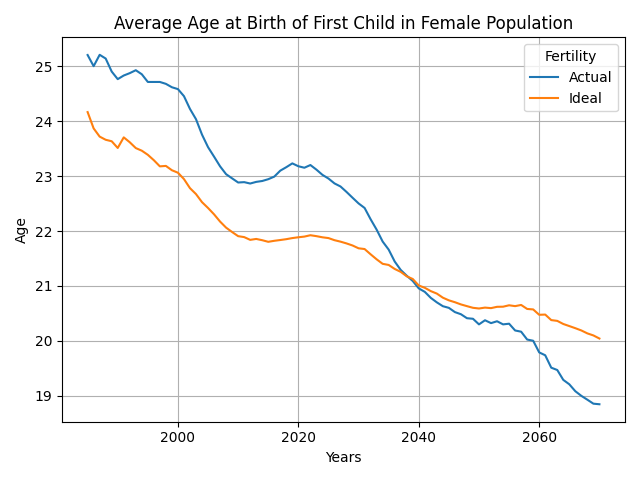 Average Age at Birth of First Child in Female Population
Fertility
Actual
Ideal
Age
25
24
23
22
21
20
19
2000
2020
2040
2060
Years